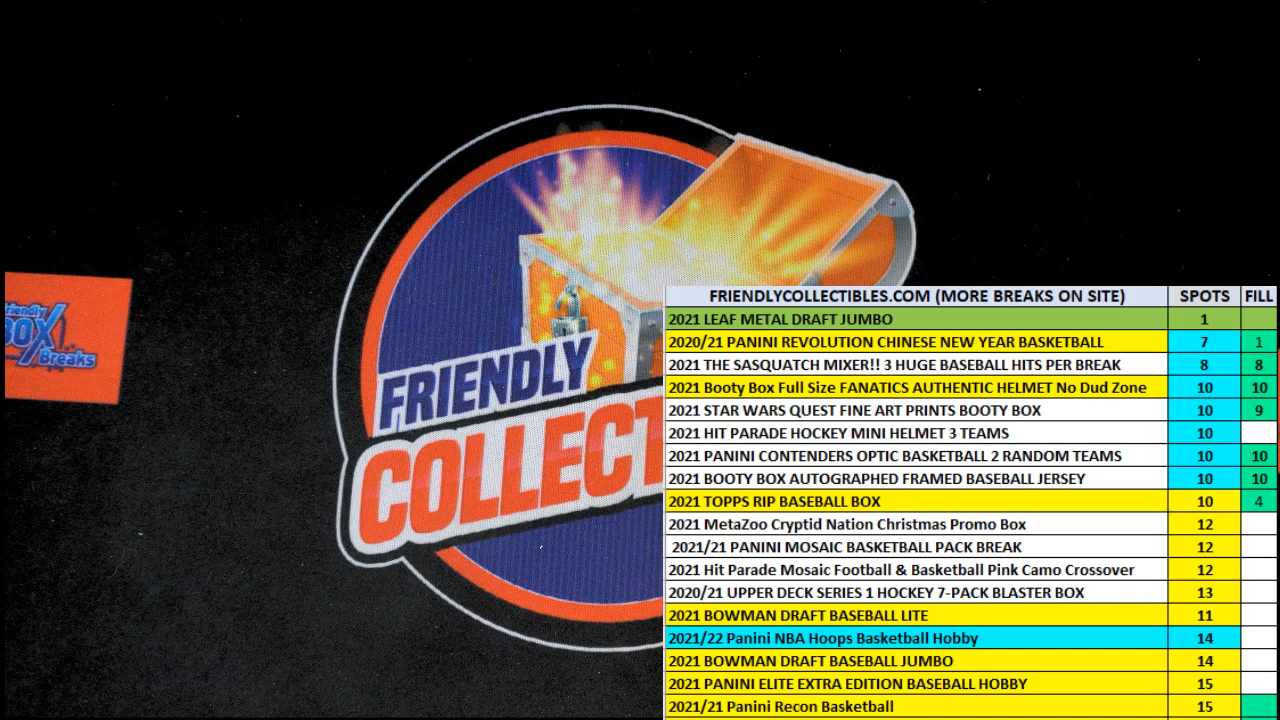 Friendly
BOX
Breaks
FRIENDLY
COLLECT
FRIENDLYCOLLECTIBLES.COM (MORE BREAKS ON SITE) SPOTS FILL
2021 LEAF METAL DRAFT JUMBO 1
2020/21 PANINI REVOLUTION CHINESE NEW YEAR BASKETBALL 7 1
2021 THE SASQUATCH MIXER!! 3 HUGE BASEBALL HITS PER BREAK 8 8
2021 Booty Box Full Size FANATICS AUTHENTIC HELMET No Dud Zone 10 10
2021 STAR WARS QUEST FINE ART PRINTS BOOTY BOX 10 9
2021 HIT PARADE HOCKEY MINI HELMET 3 TEAMS 10
2021 PANINI CONTENDERS OPTIC BASKETBALL 2 RANDOM TEAMS 10 10
2021 BOOTY BOX AUTOGRAPHED FRAMED BASEBALL JERSEY 10 10
2021 TOPPS RIP BASEBALL BOX 10 4
2021 MetaZoo Cryptid Nation Christmas Promo Box 12
2021/21 PANINI MOSAIC BASKETBALL PACK BREAK 12
2021 Hit Parade Mosaic Football & Basketball Pink Camo Crossover 12
2020/21 UPPER DECK SERIES 1 HOCKEY 7-PACK BLASTER BOX 13
2021 BOWMAN DRAFT BASEBALL LITE 11
2021/22 Panini NBA Hoops Basketball Hobby 14
2021 BOWMAN DRAFT BASEBALL JUMBO 14
2021 PANINI ELITE EXTRA EDITION BASEBALL HOBBY 15
2021/21 Panini Recon Basketball 15